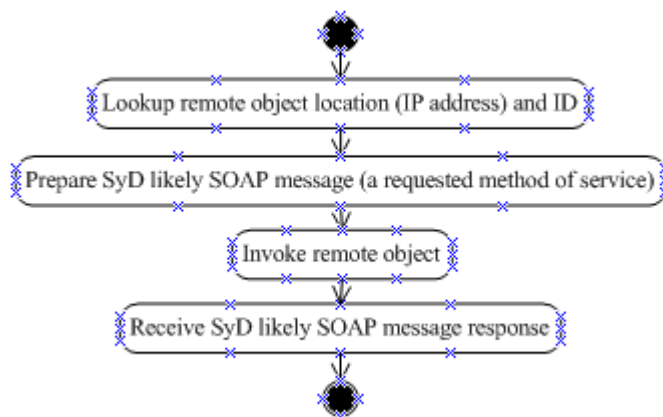 Lookup remote object location (IP address) and ID
Prepare SyD likely SOAP message (a requested method of service)
Invoke remote object
Receive SyD likely SOAP message response